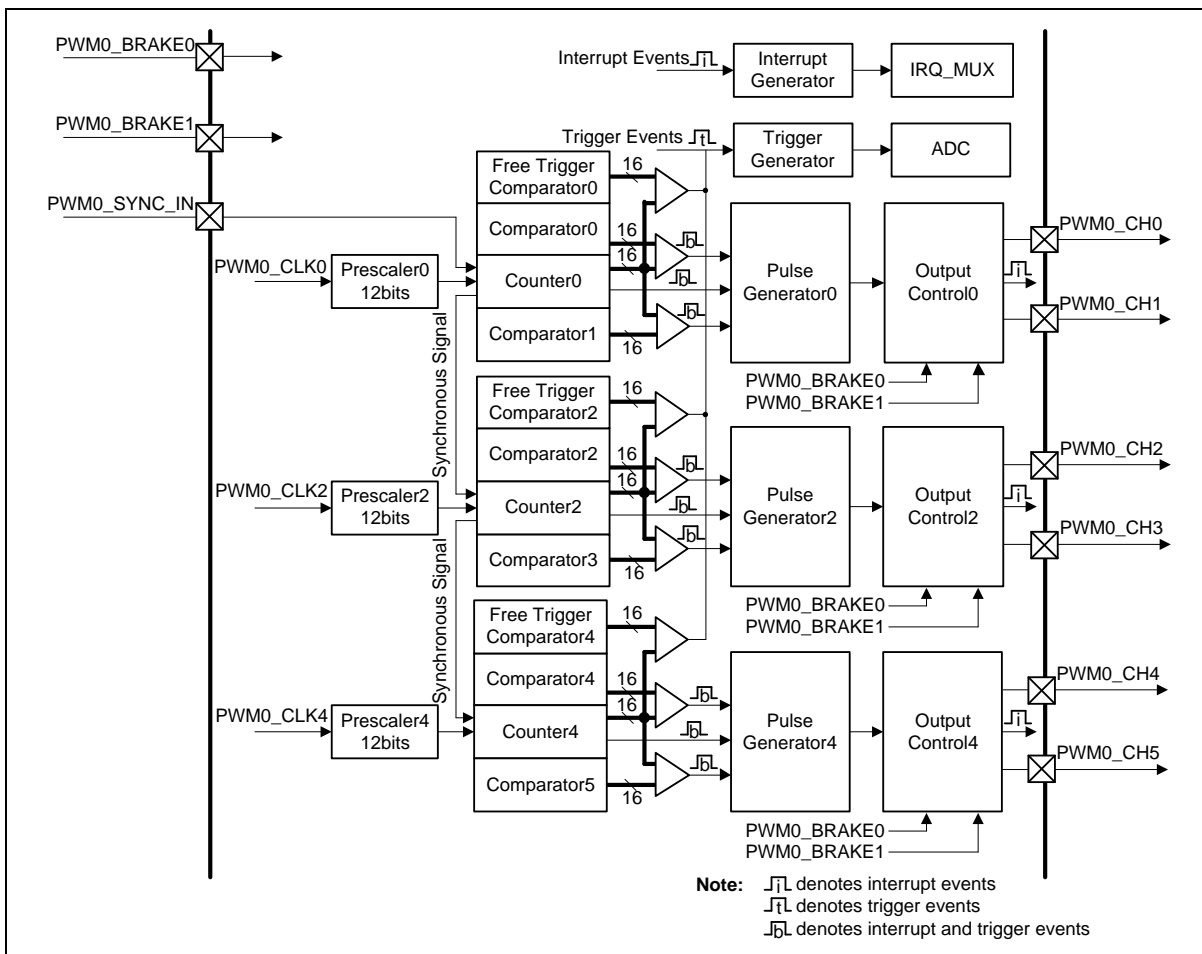 PWM0_BRAKE0
PWM0_BRAKE1
PWM0_SYNC_IN
Interrupt Events i
Interrupt
Generator
IRQ_MUX
Trigger Events t
Trigger
Generator
ADC
PWM0_CLK0
Prescaler0
12bits
Free Trigger
Comparator0
Comparator0
Counter0
Comparator1
16
16
16
16
b
b
b
Pulse
Generator0
Output
Control0
i
PWM0_CH0
PWM0_CH1
PWM0_BRAKE0
PWM0_BRAKE1
Synchronous Signal
PWM0_CLK2
Prescaler2
12bits
Free Trigger
Comparator2
Comparator2
Counter2
Comparator3
16
16
16
16
b
b
b
Pulse
Generator2
Output
Control2
i
PWM0_CH2
PWM0_CH3
PWM0_BRAKE0
PWM0_BRAKE1
Synchronous Signal
PWM0_CLK4
Prescaler4
12bits
Free Trigger
Comparator4
Comparator4
Counter4
Comparator5
16
16
16
16
b
b
b
Pulse
Generator4
Output
Control4
i
PWM0_CH4
PWM0_CH5
PWM0_BRAKE0
PWM0_BRAKE1
Note: i denotes interrupt events
t denotes trigger events
b denotes interrupt and trigger events